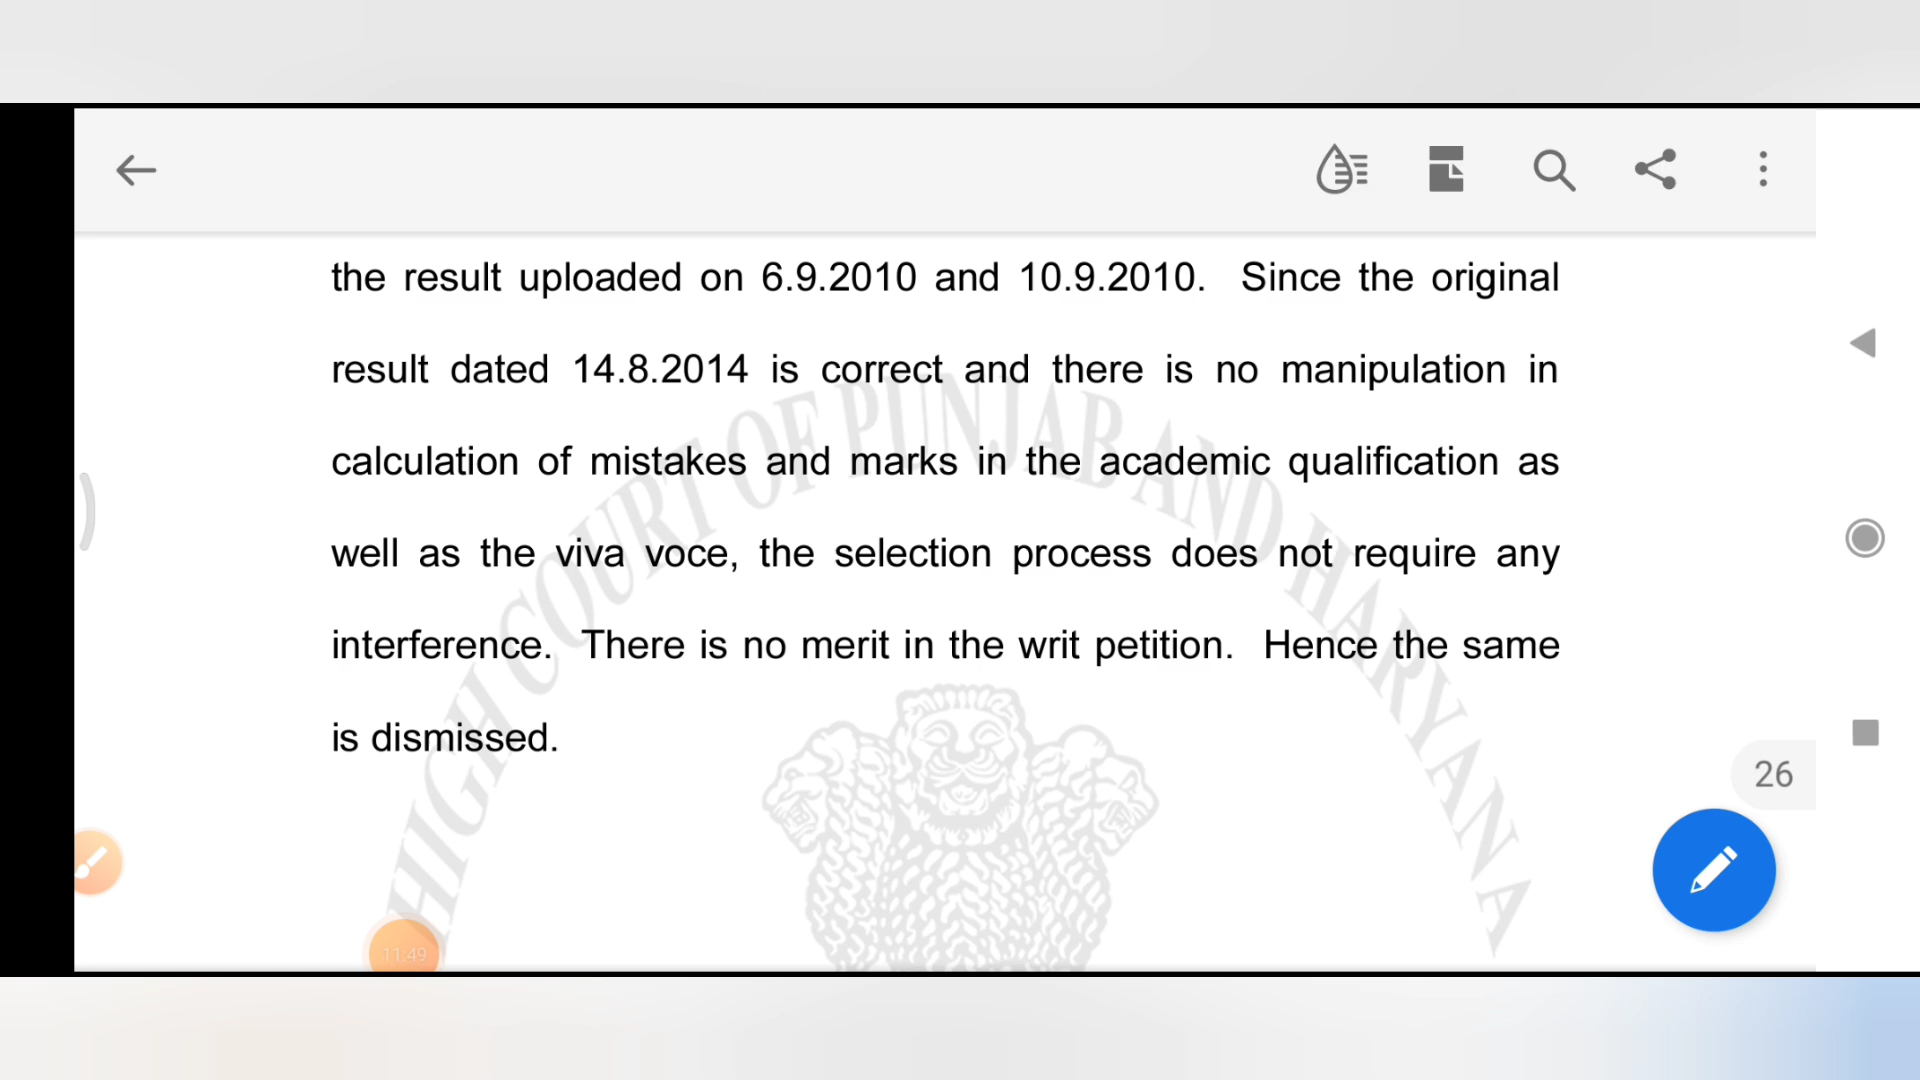 the result uploaded on 6.9.2010 and 10.9.2010. Since the original
result dated 14.8.2014 is correct and there is no manipulation in
calculation of mistakes and marks in the academic qualification as
well as the viva voce, the selection process does not require any
interference. There is no merit in the writ petition. Hence the same
is dismissed.
HIGH COURT OF PUNJAB AND HARYANA
26
11:49